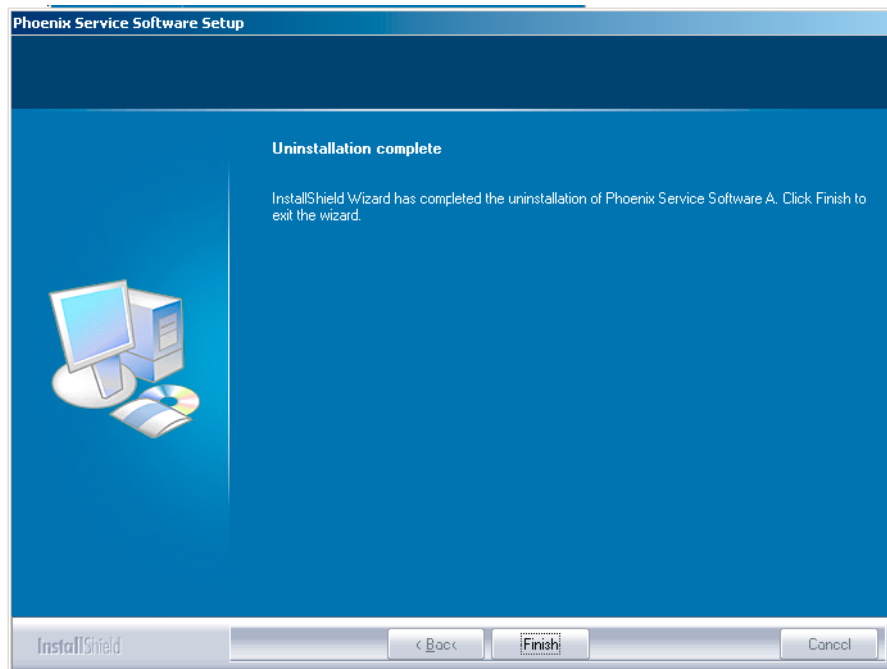 Phoenix Service Software Setup
Uninstallation complete
InstallShield Wizard has completed the uninstallation of Phoenix Service Software A. Click Finish to
exit the wizard.
InstallShield
< Back
Finish
Cancel